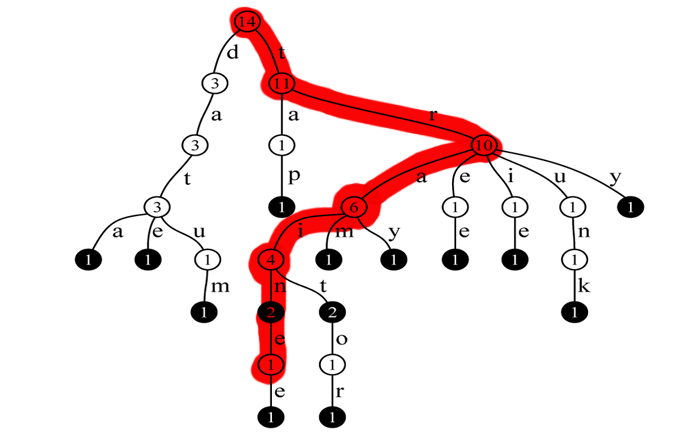 14
d t
3 11
a a r
3 1 10
t p a e i u y
3 1 6 1 1 1 1
a e u i m y e e n
1 1 1 4 1 1 1 1 1
m n t k
1 2 2 1
e o
1 1
e r
1 1